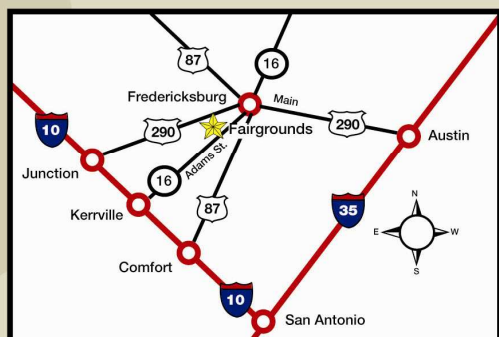 87
16
Fredericksburg
Main
10
290
Fairgrounds
290
Austin
Junction
Adams St.
16
Kerrville
87
35
N
E
W
S
Comfort
10
San Antonio